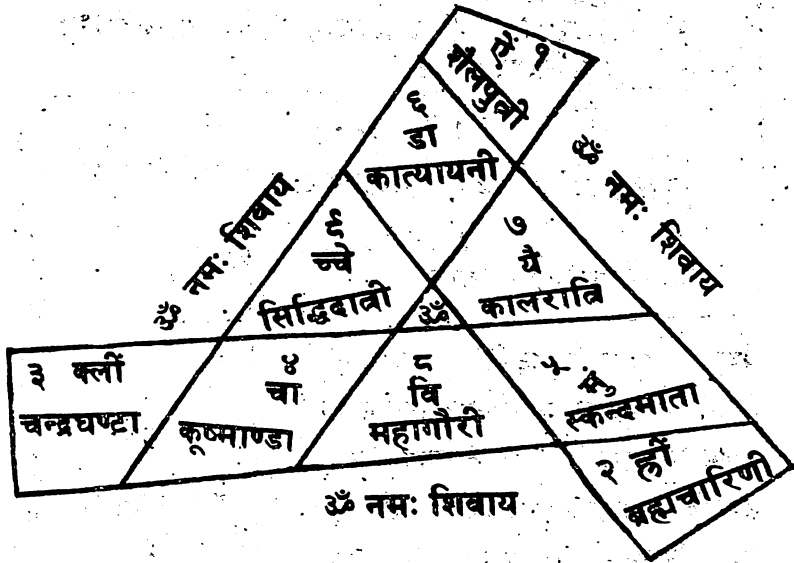 ऐं १
शैलपुत्री
६
डा
कात्यायनी
ॐ नमः शिवाय
ॐ नमः शिवाय
९
च्चे
सिद्धिदात्री
७
यै
कालरात्रि
ॐ
३ क्लीं
चन्द्रघण्टा
४
चा
कूष्माण्डा
८
वि
महागौरी
५ मुं
स्कन्दमाता
२ ह्लीं
ब्रह्मचारिणी
ॐ नमः शिवाय